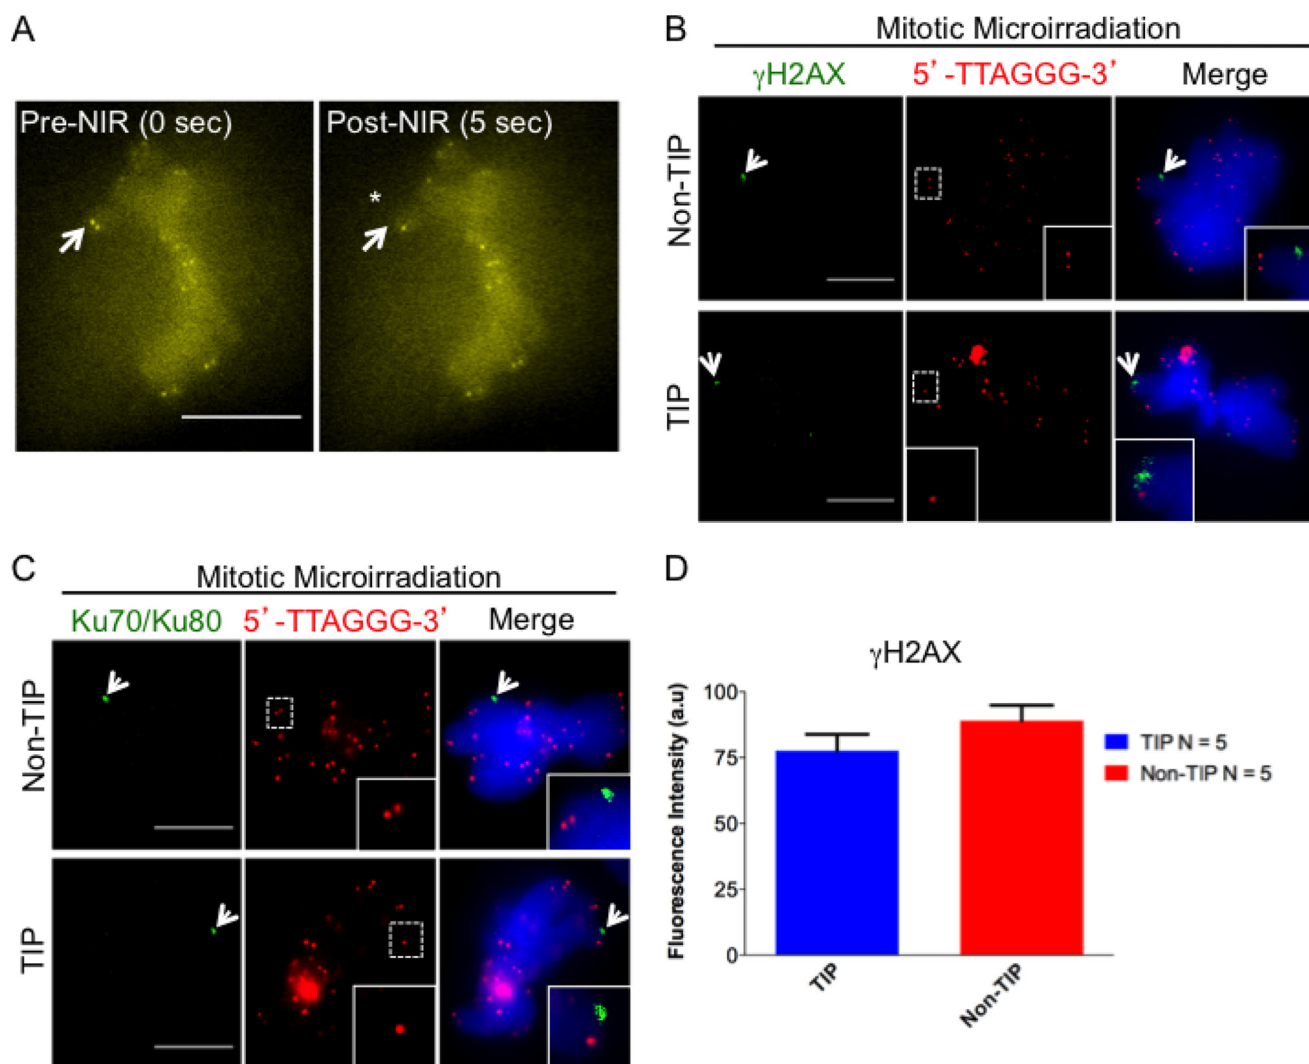 A
Pre-NIR (0 sec)
Post-NIR (5 sec)
*
B
Mitotic Microirradiation
γH2AX
5’ -TTAGGG-3’
Merge
Non-TIP
TIP
C
Mitotic Microirradiation
Ku70/Ku80
5’ -TTAGGG-3’
Merge
Non-TIP
TIP
D
γH2AX
Fluorescence Intensity (a.u)
100
75
50
25
0
TIP
Non-TIP
TIP N = 5
Non-TIP N = 5